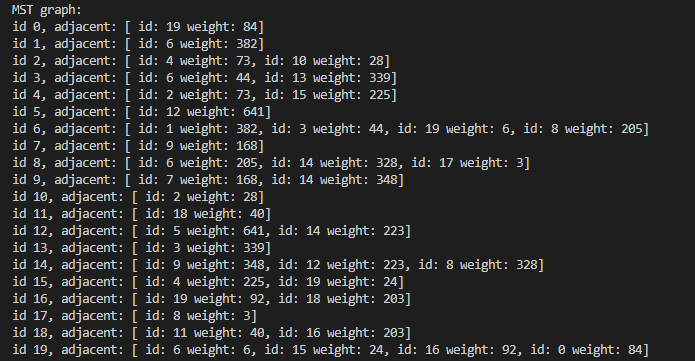 MST graph:
id 0, adjacent: [ id: 19 weight: 84]
id 1, adjacent: [ id: 6 weight: 382]
id 2, adjacent: [ id: 4 weight: 73, id: 10 weight: 28]
id 3, adjacent: [ id: 6 weight: 44, id: 13 weight: 339]
id 4, adjacent: [ id: 2 weight: 73, id: 15 weight: 225]
id 5, adjacent: [ id: 12 weight: 641]
id 6, adjacent: [ id: 1 weight: 382, id: 3 weight: 44, id: 19 weight: 6, id: 8 weight: 205]
id 7, adjacent: [ id: 9 weight: 168]
id 8, adjacent: [ id: 6 weight: 205, id: 14 weight: 328, id: 17 weight: 3]
id 9, adjacent: [ id: 7 weight: 168, id: 14 weight: 348]
id 10, adjacent: [ id: 2 weight: 28]
id 11, adjacent: [ id: 18 weight: 40]
id 12, adjacent: [ id: 5 weight: 641, id: 14 weight: 223]
id 13, adjacent: [ id: 3 weight: 339]
id 14, adjacent: [ id: 9 weight: 348, id: 12 weight: 223, id: 8 weight: 328]
id 15, adjacent: [ id: 4 weight: 225, id: 19 weight: 24]
id 16, adjacent: [ id: 19 weight: 92, id: 18 weight: 203]
id 17, adjacent: [ id: 8 weight: 3]
id 18, adjacent: [ id: 11 weight: 40, id: 16 weight: 203]
id 19, adjacent: [ id: 6 weight: 6, id: 15 weight: 24, id: 16 weight: 92, id: 0 weight: 84]